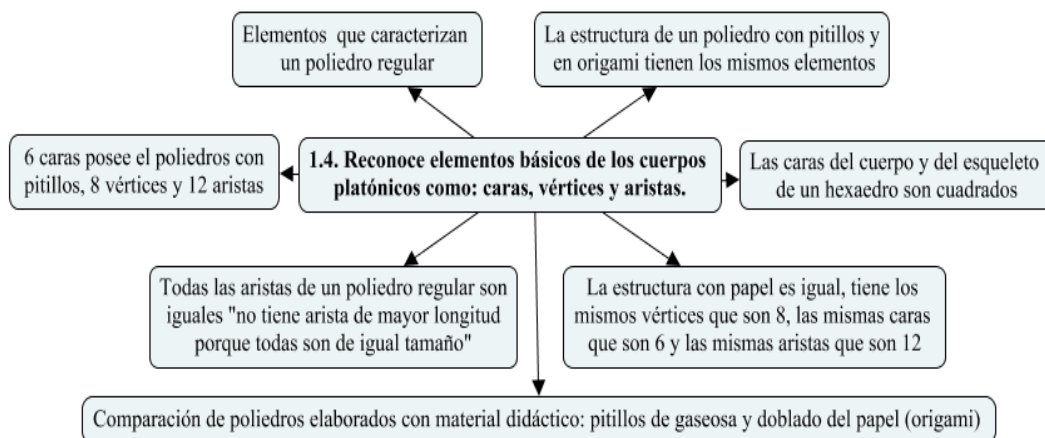 Elementos que caracterizan
un poliedro regular
La estructura de un poliedro con pitillos y
en origami tienen los mismos elementos
6 caras posee el poliedros con
pitillos, 8 vértices y 12 aristas
1.4. Reconoce elementos básicos de los cuerpos
platónicos como: caras, vértices y aristas.
Las caras del cuerpo y del esqueleto
de un hexaedro son cuadrados
Todas las aristas de un poliedro regular son
iguales "no tiene arista de mayor longitud
porque todas son de igual tamaño"
La estructura con papel es igual, tiene los
mismos vértices que son 8, las mismas caras
que son 6 y las mismas aristas que son 12
Comparación de poliedros elaborados con material didáctico: pitillos de gaseosa y doblado del papel (origami)